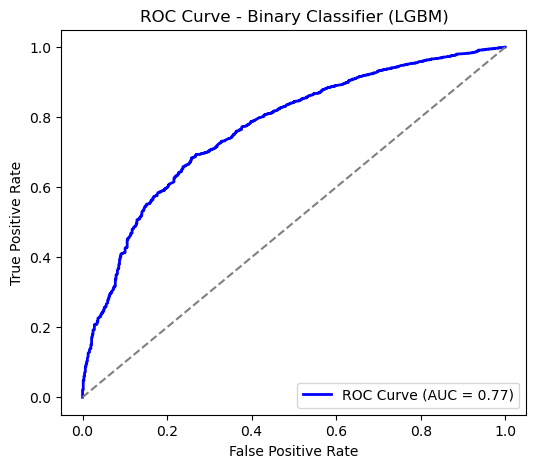 ROC Curve - Binary Classifier (LGBM)
True Positive Rate
1.0
0.8
0.6
0.4
0.2
0.0
ROC Curve (AUC = 0.77)
0.0 0.2 0.4 0.6 0.8 1.0
False Positive Rate